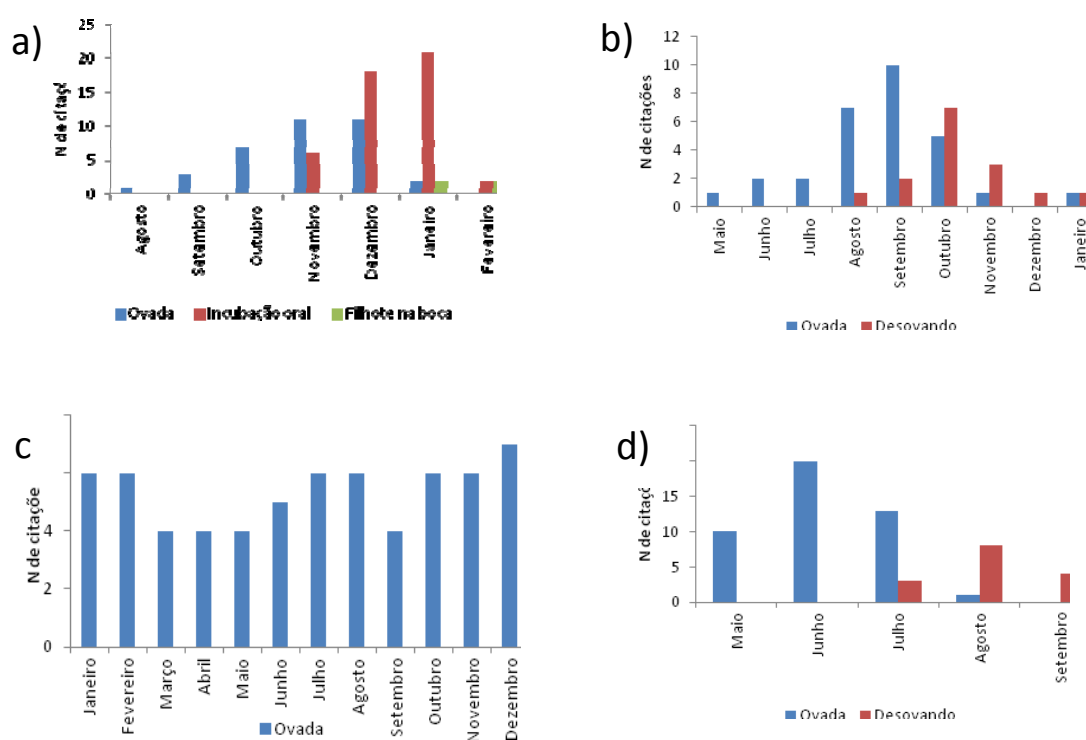 a)
N de citaç
25
20
15
10
5
0
Agosto
Setembro
Outubro
Novembro
Dezembro
Janeiro
Fevereiro
Ovada Incubação oral Filhote na boca
b)
N de citações
12
10
8
6
4
2
0
Maio
Junho
Julho
Agosto
Setembro
Outubro
Novembro
Dezembro
Janeiro
Ovada Desovando
c
N de citaçõe
4
2
0
Janeiro
Fevereiro
Março
Abril
Maio
Junho
Julho
Agosto
Setembro
Outubro
Novembro
Dezembro
Ovada
d)
N de citaç
15
10
5
0
Maio
Junho
Julho
Agosto
Setembro
Ovada Desovando